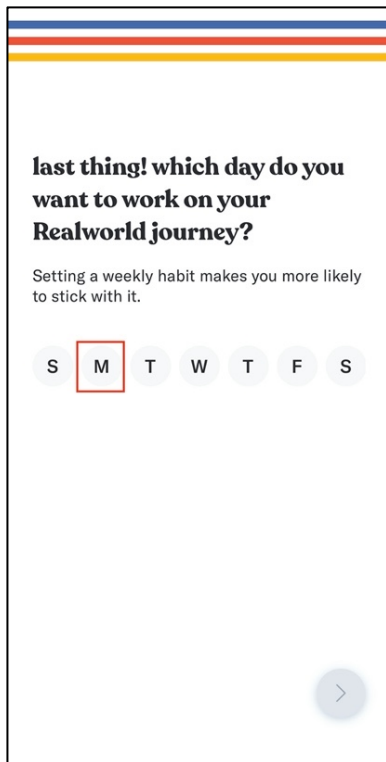 last thing! which day do you
want to work on your
Realworld journey?
Setting a weekly habit makes you more likely
to stick with it.
S M T W T F S